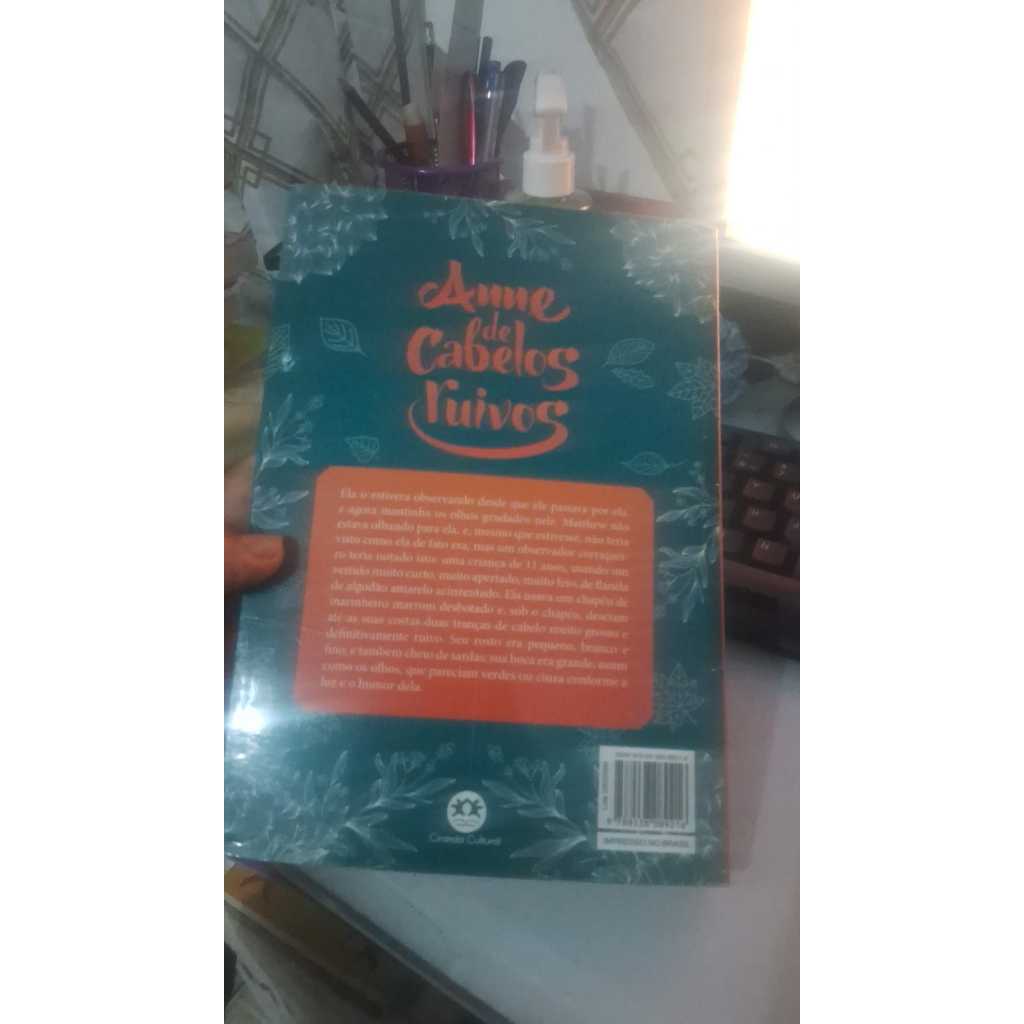 Anne
de
Cabelos
ruivos
Ela o estivera observando desde que ele passara por ela,
e agora mantinha os olhos grudados nele. Matthew não
estava olhando para ela, e, mesmo que estivesse, não teria
visto como ela de fato era, mas um observador corriquei-
ro teria notado isto: uma criança de 11 anos, usando um
vestido muito curto, muito apertado, muito feio, de flanela
de algodão amarelo acinzentado. Ela usava um chapéu de
marinheiro marrom desbotado e, sob o chapéu, desciam
até as suas costas duas tranças de cabelo muito grosso e
definitivamente ruivo. Seu rosto era pequeno, branco e
fino, e também cheio de sardas; sua boca era grande, assim
como os olhos, que pareciam verdes ou cinza conforme a
luz e o humor dela.
Ciranda Cultural
IMPRESSO NO BRASIL